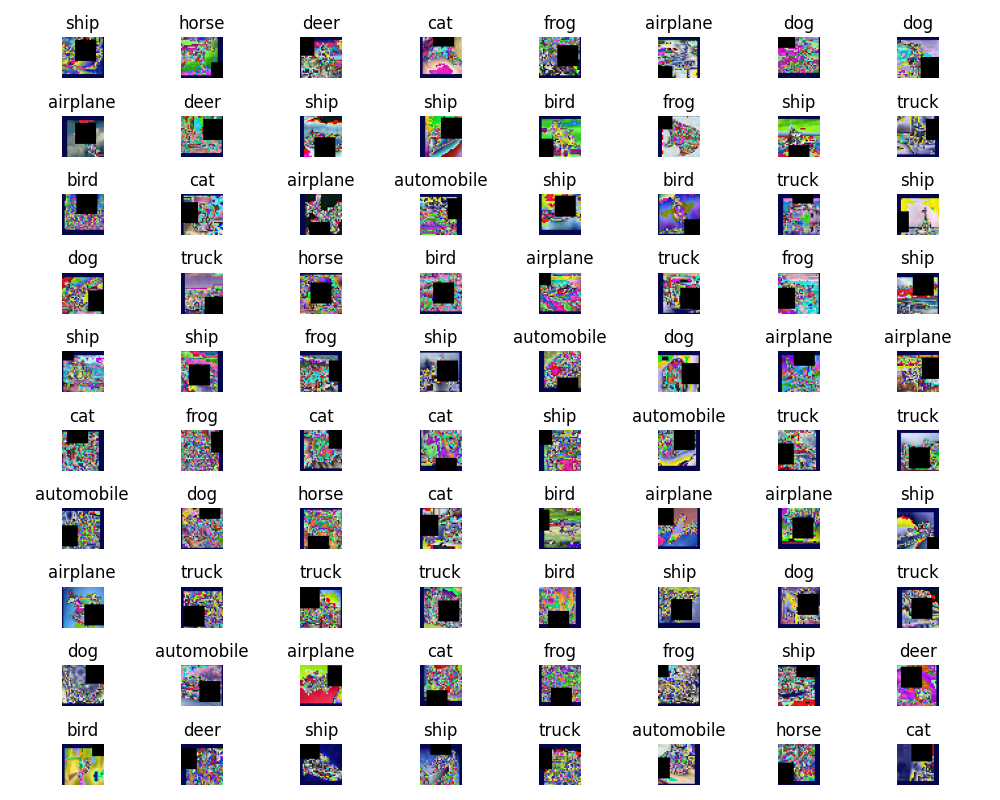 ship horse deer cat frog airplane dog dog
airplane deer ship ship bird frog ship truck
bird cat airplane automobile ship bird truck ship
dog truck horse bird airplane truck frog ship
ship ship frog ship automobile dog airplane airplane
cat frog cat cat ship automobile truck truck
automobile dog horse cat bird airplane airplane ship
airplane truck truck truck bird ship dog truck
dog automobile airplane cat frog frog ship deer
bird deer ship ship truck automobile horse cat